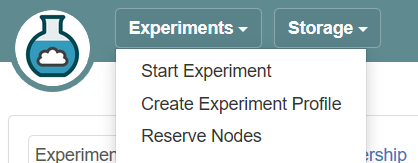 Experiments Storage
Start Experiment
Create Experiment Profile
Reserve Nodes